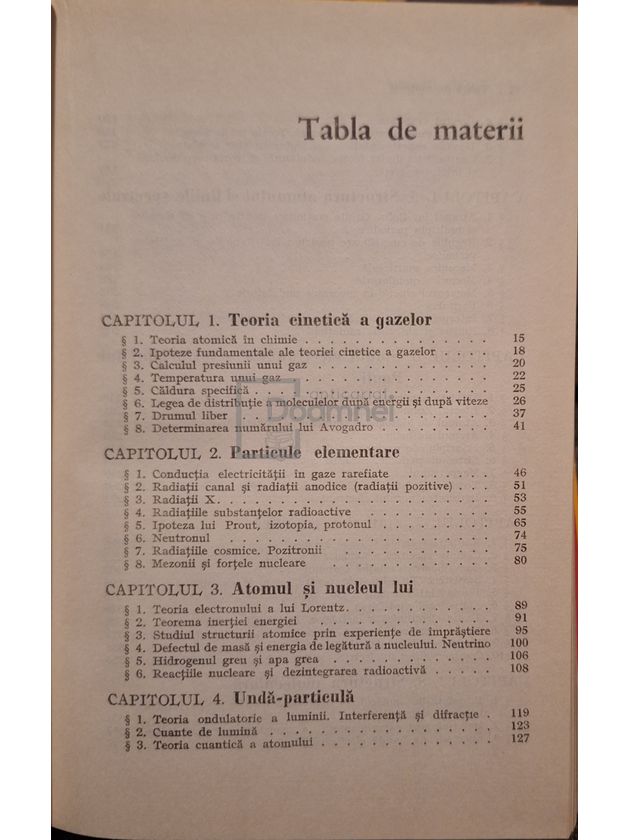 Tabla de materii
CAPITOLUL 1. Teoria cinetică a gazelor
§ 1. Teoria atomică în chimie . . . . . . . . . . . . . . . 15
§ 2. Ipoteze fundamentale ale teoriei cinetice a gazelor . . . . 18
§ 3. Calculul presiunii unui gaz . . . . . . . . . . . . . . 20
§ 4. Temperatura unui gaz . . . . . . . . . . . . . . . . 22
§ 5. Căldura specifică . . . . . . . . . . . . . . . . . . 25
§ 6. Legea de distribuție a moleculelor după energii și după viteze 26
§ 7. Drumul liber . . . . . . . . . . . . . . . . . . . . 37
§ 8. Determinarea numărului lui Avogadro . . . . . . . . . 41
CAPITOLUL 2. Particule elementare
§ 1. Conducția electricității în gaze rarefiate . . . . . . . . 46
§ 2. Radiații canal și radiații anodice (radiații pozitive) . . . 51
§ 3. Radiații X. . . . . . . . . . . . . . . . . . . . . . 53
§ 4. Radiațiile substanțelor radioactive . . . . . . . . . . 55
§ 5. Ipoteza lui Prout, izotopia, protonul . . . . . . . . . 65
§ 6. Neutronul . . . . . . . . . . . . . . . . . . . . . 74
§ 7. Radiațiile cosmice. Pozitronii . . . . . . . . . . . . 75
§ 8. Mezonii și forțele nucleare . . . . . . . . . . . . . 80
CAPITOLUL 3. Atomul și nucleul lui
§ 1. Teoria electronului a lui Lorentz. . . . . . . . . . . . 89
§ 2. Teorema inerției energiei . . . . . . . . . . . . . . 91
§ 3. Studiul structurii atomice prin experiențe de împrăștiere 95
§ 4. Defectul de masă și energia de legătură a nucleului. Neutrino 100
§ 5. Hidrogenul greu și apa grea . . . . . . . . . . . . . 106
§ 6. Reacțiile nucleare și dezintegrarea radioactivă . . . . . 108
CAPITOLUL 4. Undă-particulă
§ 1. Teoria ondulatorie a luminii. Interferență și difracție . 119
§ 2. Cuante de lumină . . . . . . . . . . . . . . . . . . 123
§ 3. Teoria cuantică a atomului . . . . . . . . . . . . . . 127